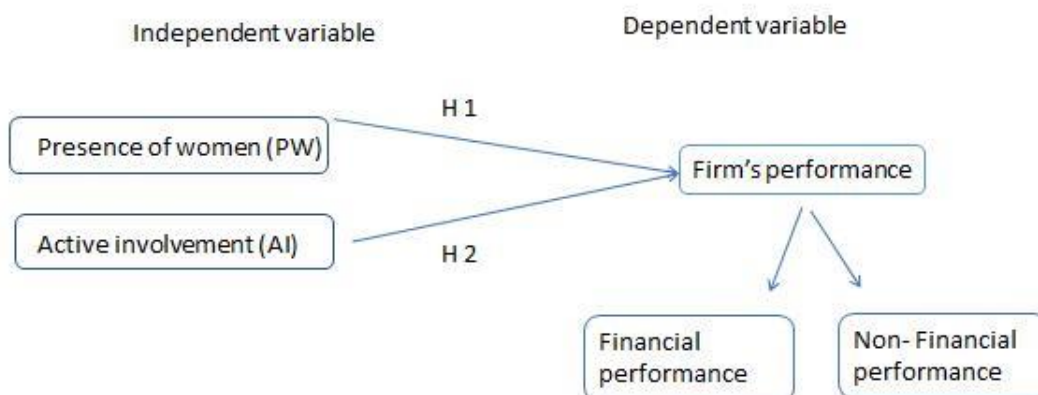 Independent variable
Dependent variable
H 1
Presence of women (PW)
Firm's performance
Active involvement (AI)
H 2
Financial
performance
Non- Financial
performance